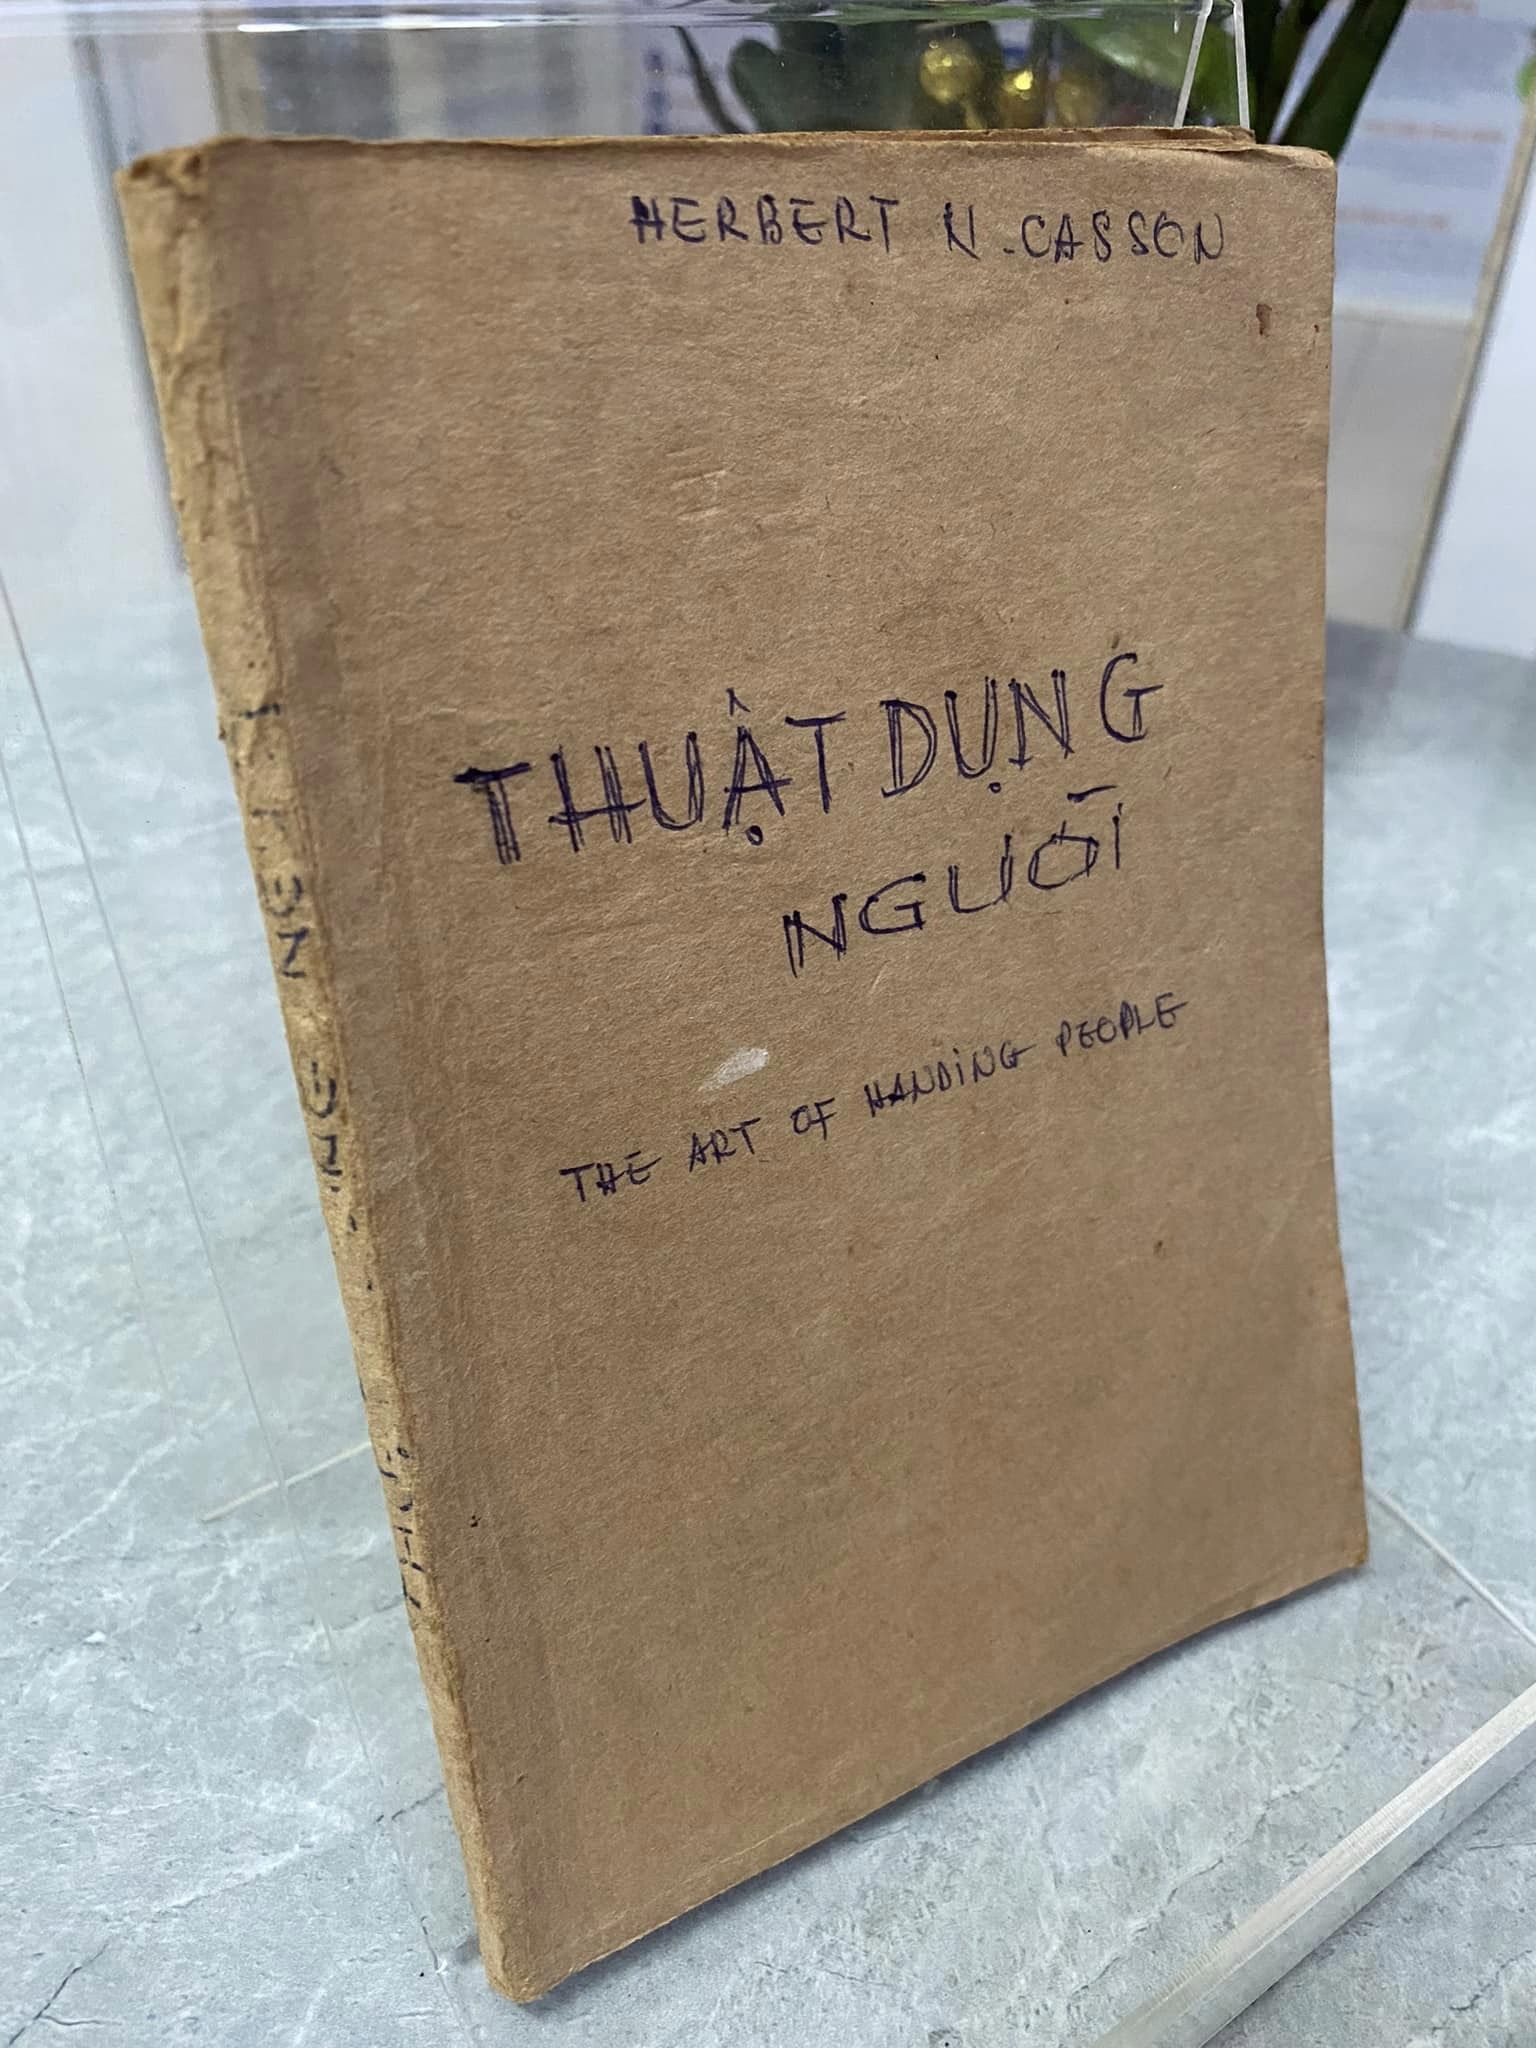 HERBERT N. CASSON
THUẬT DỤNG
NGƯỜI
THE ART OF HANDING PEOPLE